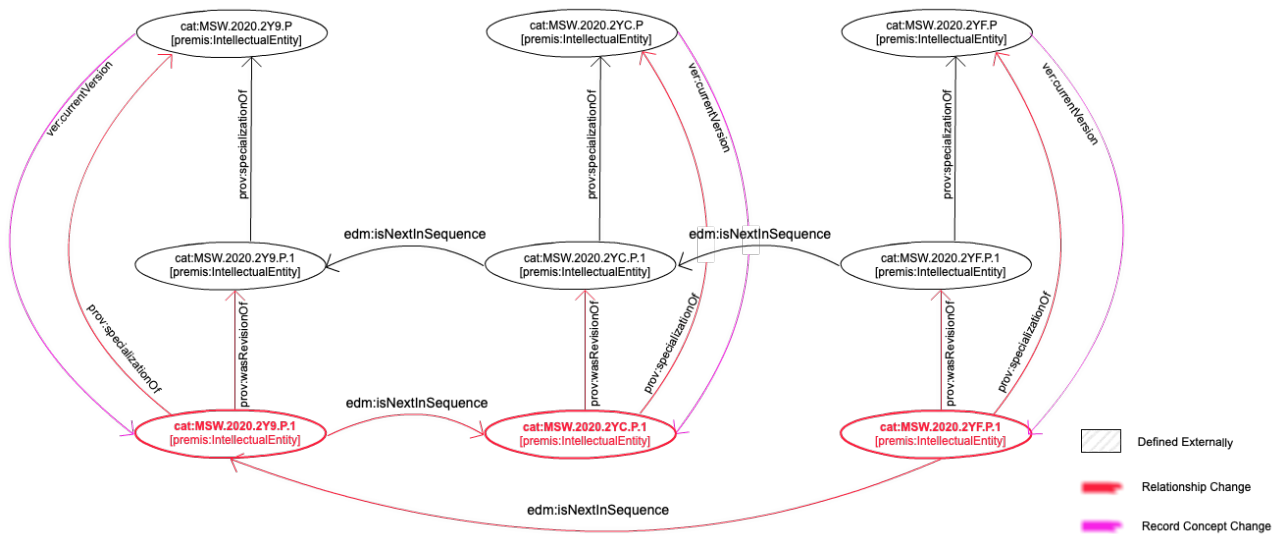 cat:MSW.2020.2Y9.P
[premis:IntellectualEntity]
cat:MSW.2020.2YC.P
[premis:IntellectualEntity]
cat:MSW.2020.2YF.P
[premis:IntellectualEntity]
ver:currentVersion
prov:specializationOf
prov:specializationOf
ver:currentVersion
prov:specializationOf
ver:currentVersion
edm:isNextInSequence
edm:isNextInSequence
cat:MSW.2020.2Y9.P.1
[premis:IntellectualEntity]
cat:MSW.2020.2YC.P.1
[premis:IntellectualEntity]
cat:MSW.2020.2YF.P.1
[premis:IntellectualEntity]
prov:specializationOf
prov:wasRevisionOf
prov:wasRevisionOf
prov:specializationOf
prov:wasRevisionOf
prov:specializationOf
edm:isNextInSequence
cat:MSW.2020.2Y9.P.1
[premis:IntellectualEntity]
cat:MSW.2020.2YC.P.1
[premis:IntellectualEntity]
cat:MSW.2020.2YF.P.1
[premis:IntellectualEntity]
edm:isNextInSequence
Defined Externally
Relationship Change
Record Concept Change